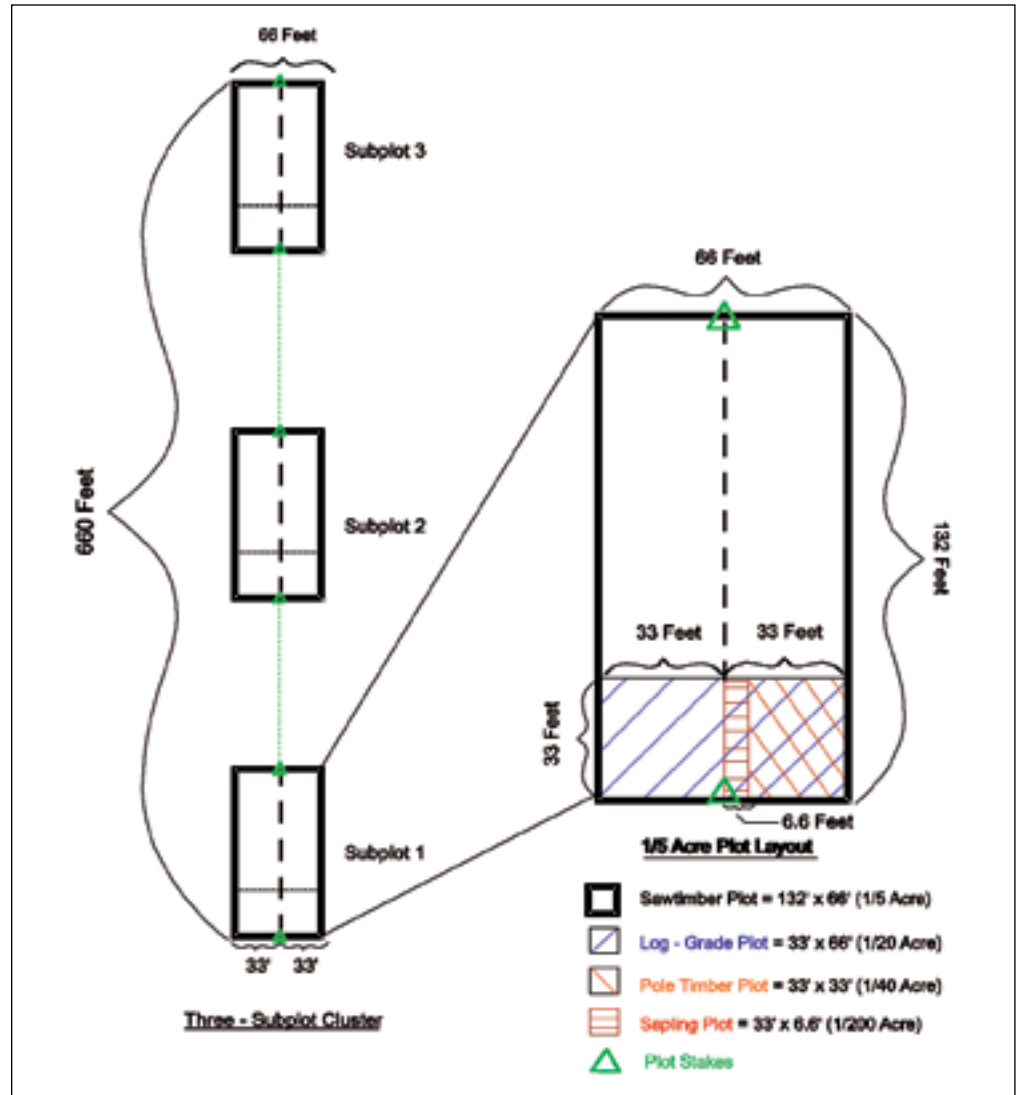 66 Feet
Subplot 3
660 Feet
Subplot 2
Subplot 1
33' 33'
Three - Subplot Cluster
66 Feet
132 Feet
33 Feet 33 Feet
33 Feet
6.6 Feet
1/5 Acre Plot Layout
Sawtimber Plot = 132' x 66' (1/5 Acre)
Log - Grade Plot = 33' x 66' (1/20 Acre)
Pole Timber Plot = 33' x 33' (1/40 Acre)
Sapling Plot = 33' x 6.6' (1/200 Acre)
Plot Stakes